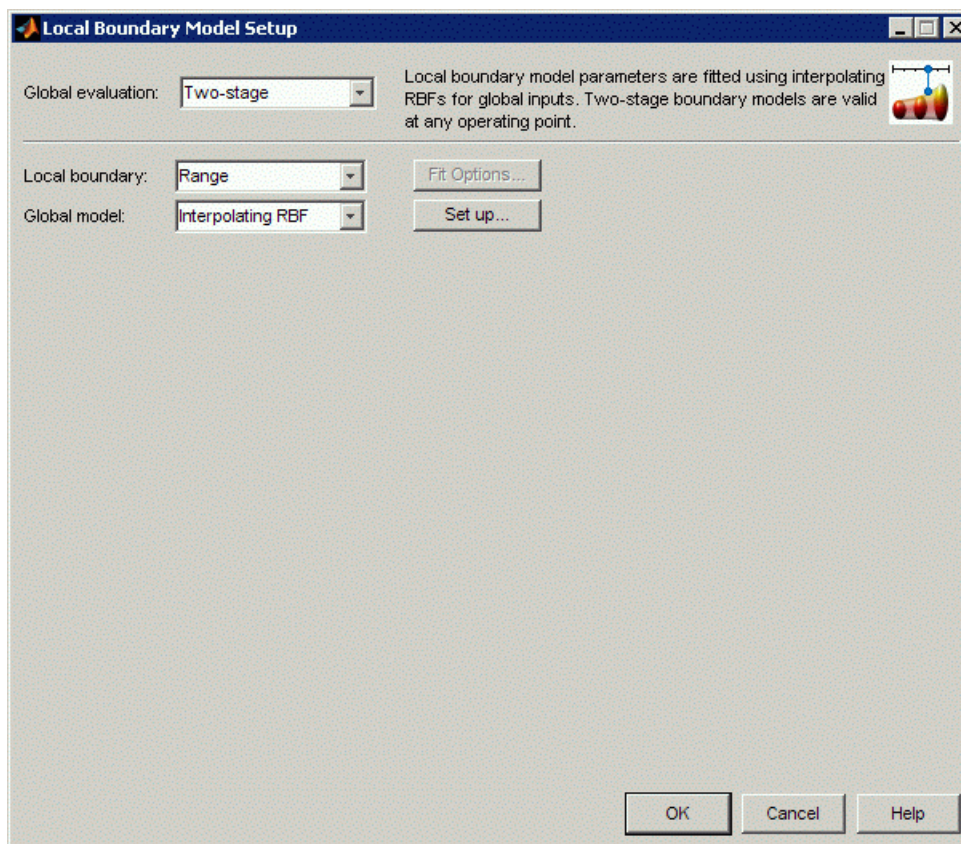 Local Boundary Model Setup
Global evaluation: Two-stage
Local boundary model parameters are fitted using interpolating
RBFs for global inputs. Two-stage boundary models are valid
at any operating point.
Local boundary: Range Fit Options...
Global model: Interpolating RBF Set up...
OK Cancel Help